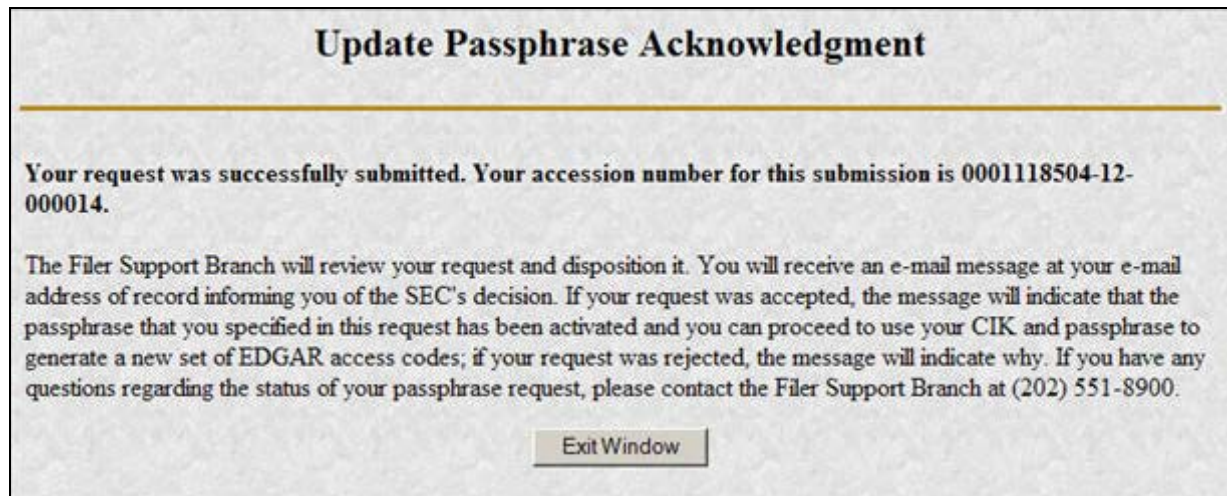 Update Passphrase Acknowledgment
Your request was successfully submitted. Your accession number for this submission is 0001118504-12-
000014.
The Filer Support Branch will review your request and disposition it. You will receive an e-mail message at your e-mail
address of record informing you of the SEC's decision. If your request was accepted, the message will indicate that the
passphrase that you specified in this request has been activated and you can proceed to use your CIK and passphrase to
generate a new set of EDGAR access codes; if your request was rejected, the message will indicate why. If you have any
questions regarding the status of your passphrase request, please contact the Filer Support Branch at (202) 551-8900.
Exit Window